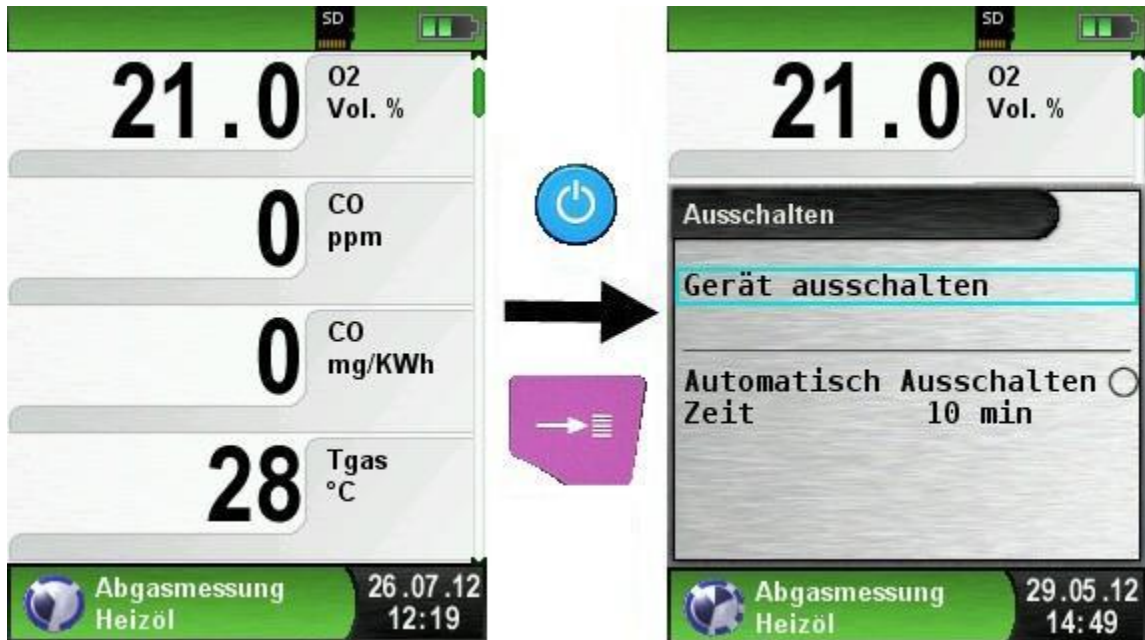 SD
21.0
O2
Vol. %
0
CO
ppm
0
CO
mg/KWh
28
Tgas
°C
Abgasmessung
Heizöl
26.07.12
12:19
SD
21.0
O2
Vol. %
Ausschalten
Gerät ausschalten
Automatisch Ausschalten
Zeit 10 min
Abgasmessung
Heizöl
29.05.12
14:49